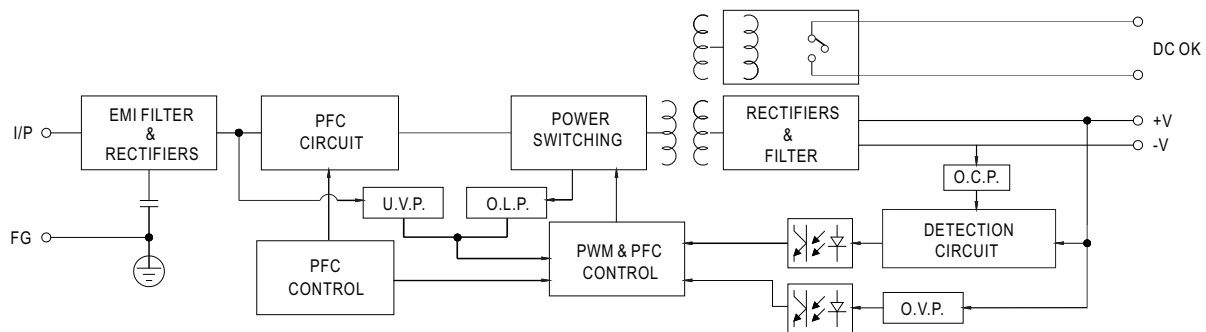 DC OK
I/P
EMI FILTER
&
RECTIFIERS
PFC
CIRCUIT
POWER
SWITCHING
RECTIFIERS
&
FILTER
+V
-V
U.V.P.
O.L.P.
O.C.P.
FG
PFC
CONTROL
PWM & PFC
CONTROL
DETECTION
CIRCUIT
O.V.P.